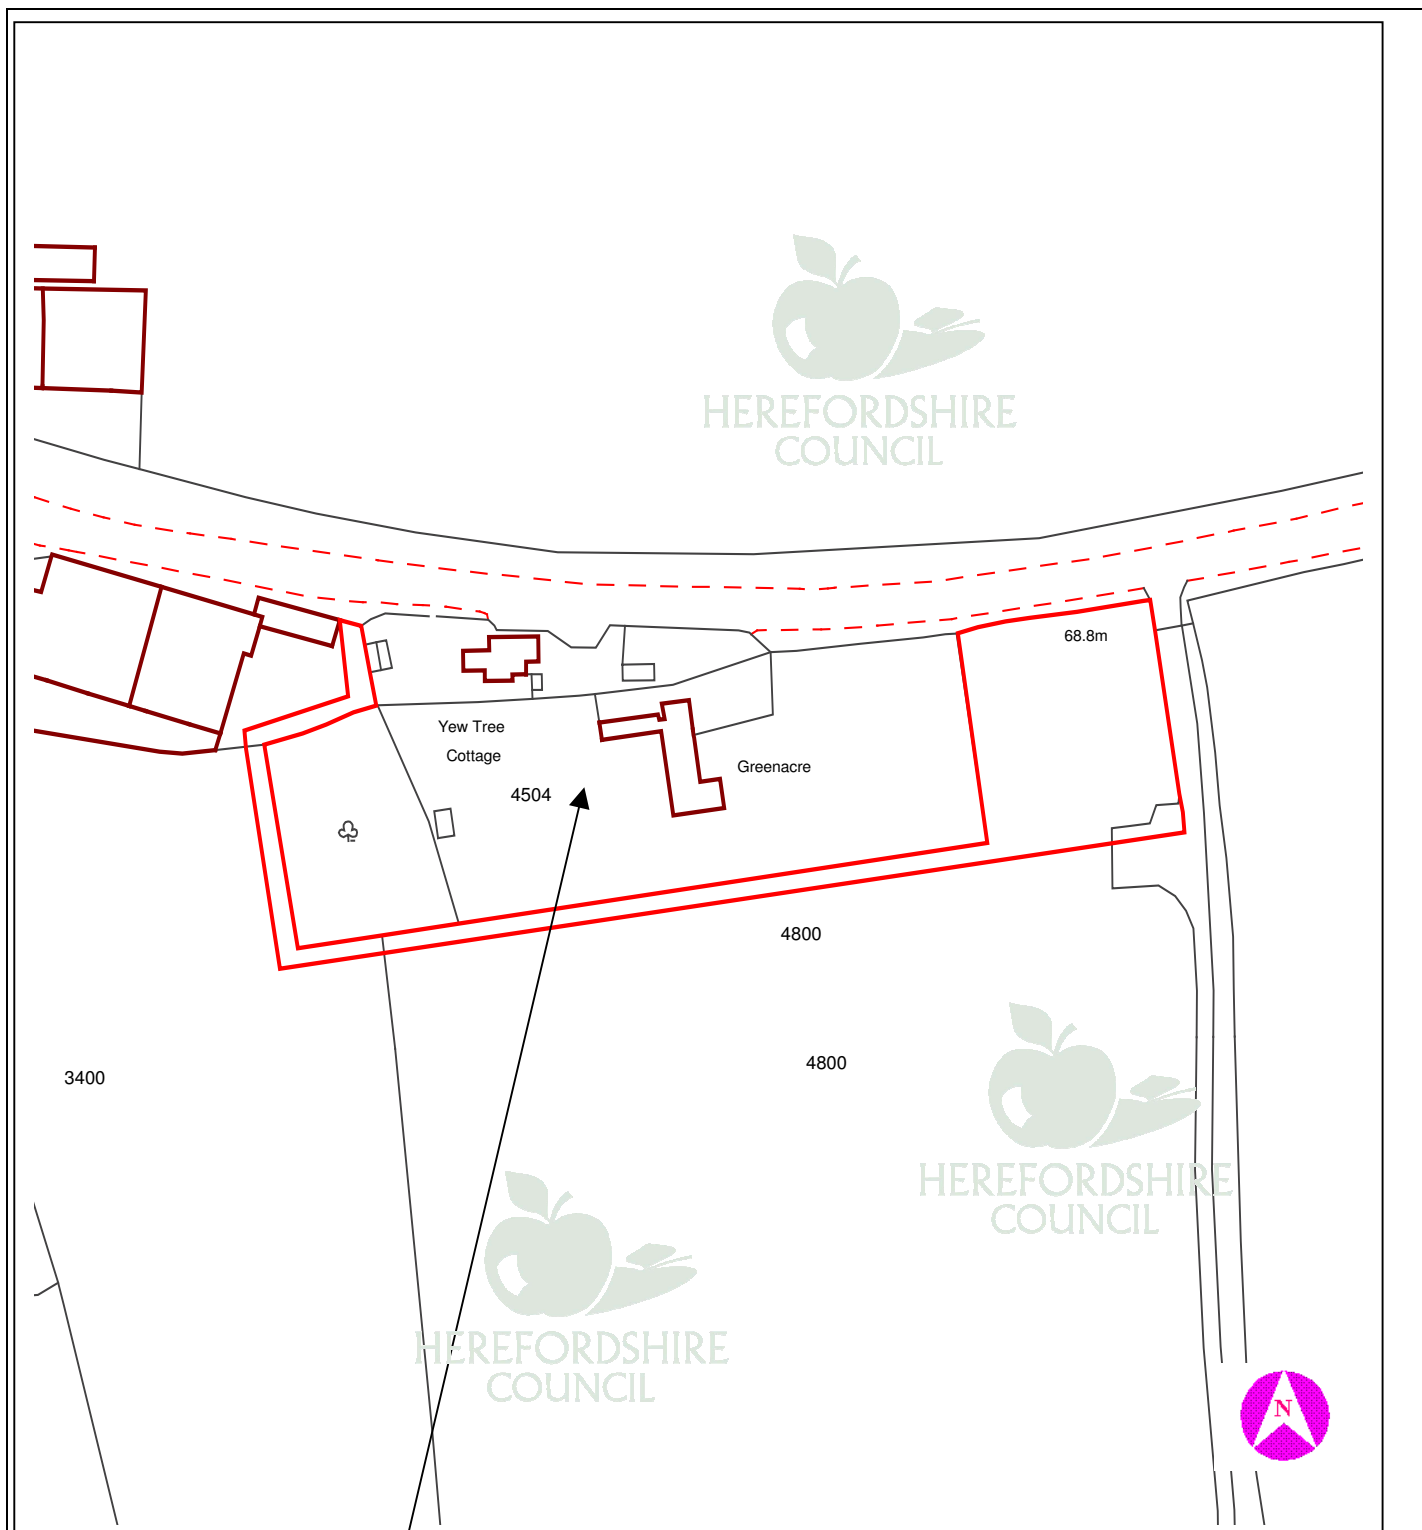 HEREFORDSHIRE
COUNCIL
68.8m
Yew Tree
Cottage
Greenacre
4504
4800
4800
3400
HEREFORDSHIRE
COUNCIL
HEREFORDSHIRE
COUNCIL
N